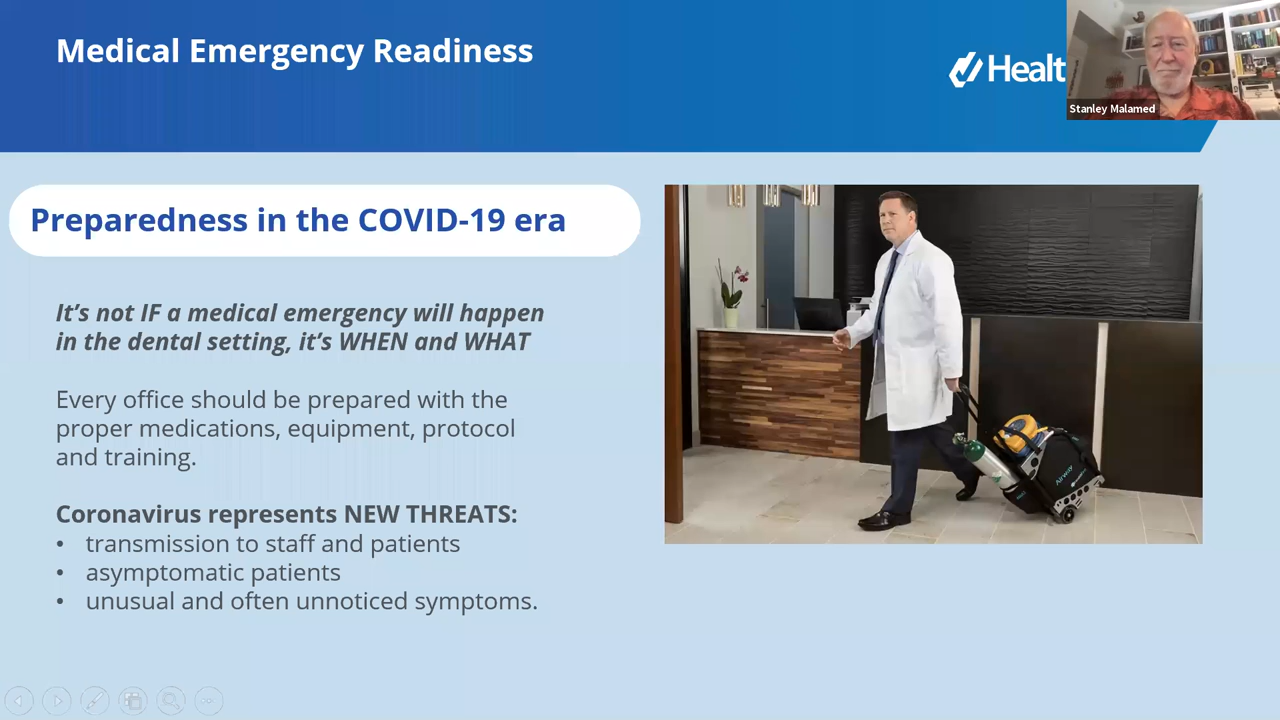 Medical Emergency Readiness
Healt
Stanley Malamed
Preparedness in the COVID-19 era
It’s not IF a medical emergency will happen
in the dental setting, it’s WHEN and WHAT
Every office should be prepared with the
proper medications, equipment, protocol
and training.
Coronavirus represents NEW THREATS:
• transmission to staff and patients
• asymptomatic patients
• unusual and often unnoticed symptoms.
Airway